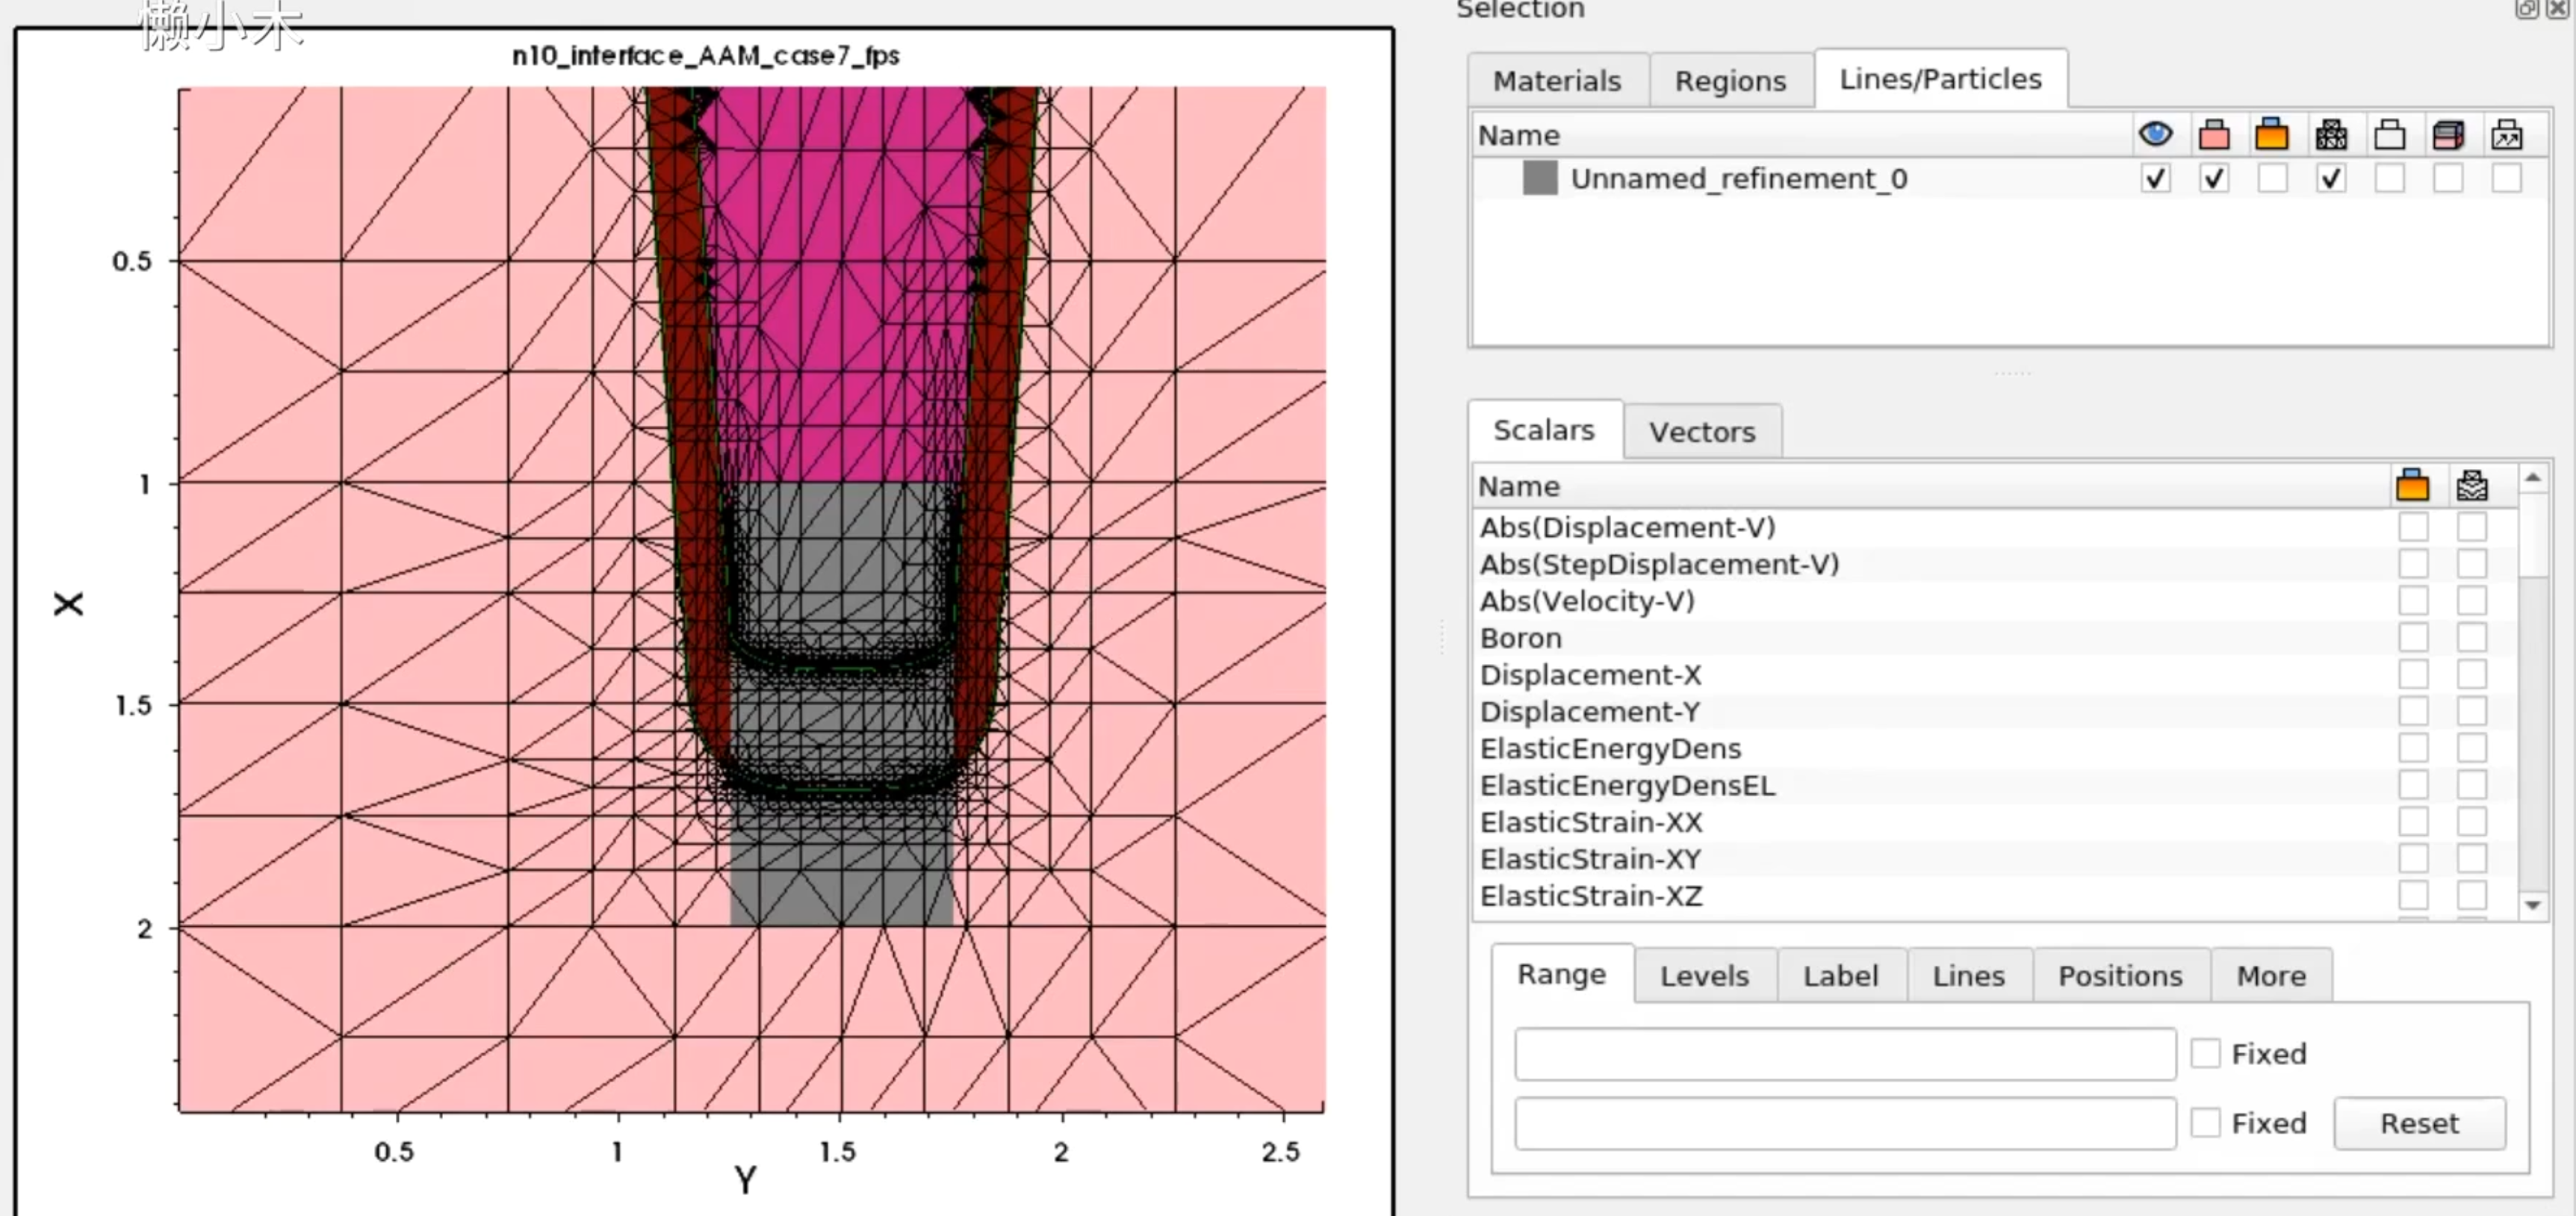 懒小木
n10_interface_AAM_case7_fps
0.5
1
1.5
2
X
0.5
1
1.5
2
2.5
Y
Selection
Materials
Regions
Lines/Particles
Name
Unnamed_refinement_0
Scalars
Vectors
Name
Abs(Displacement-V)
Abs(StepDisplacement-V)
Abs(Velocity-V)
Boron
Displacement-X
Displacement-Y
ElasticEnergyDens
ElasticEnergyDensEL
ElasticStrain-XX
ElasticStrain-XY
ElasticStrain-XZ
Range
Levels
Label
Lines
Positions
More
Fixed
Fixed
Reset